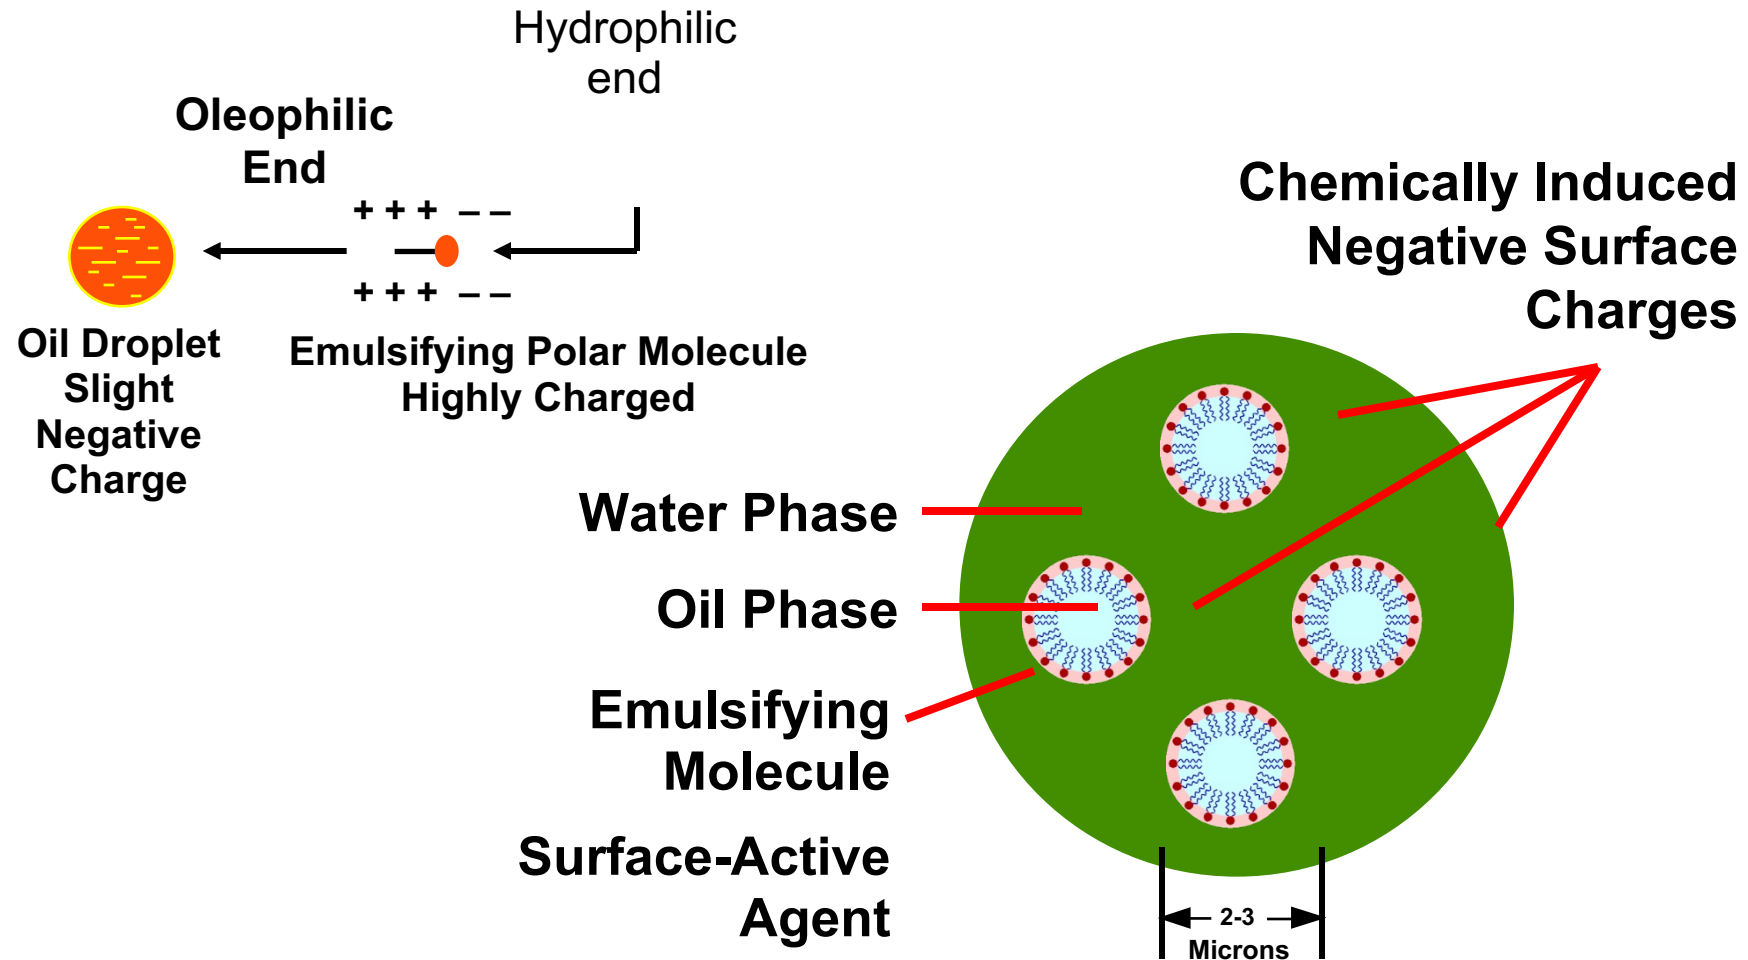 Hydrophilic
end
Oleophilic
End
+ + + – –
+ + + – –
Oil Droplet
Slight
Negative
Charge
Emulsifying Polar Molecule
Highly Charged
Chemically Induced
Negative Surface
Charges
Water Phase
Oil Phase
Emulsifying
Molecule
Surface-Active
Agent
2-3
Microns